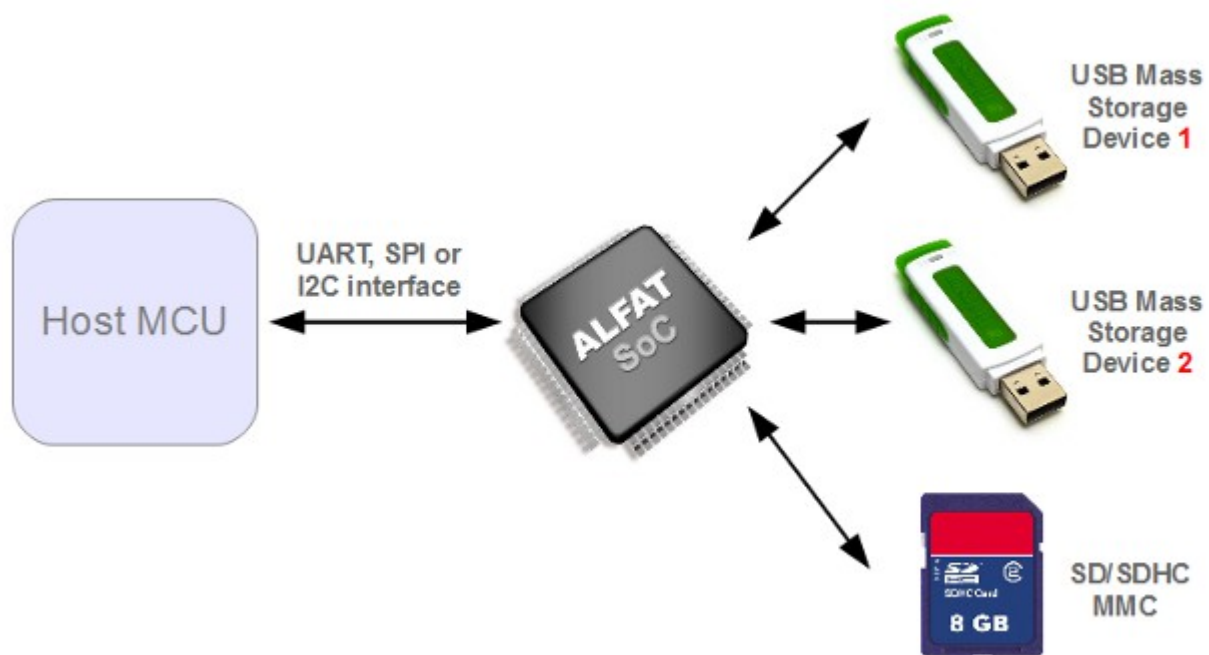 Host MCU
UART, SPI or
I2C interface
ALFAT
SoC
USB Mass
Storage
Device 1
USB Mass
Storage
Device 2
SDHC Card
8 GB
SD/SDHC
MMC